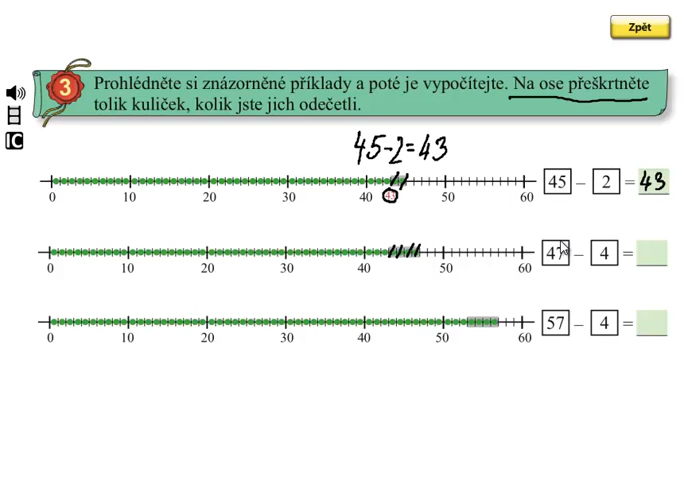 Zpět
3 Prohlédněte si znázorněné příklady a poté je vypočítejte. Na ose přeškrtněte
tolik kuliček, kolik jste jich odečetli.
45-2=43
45 – 2 = 43
0 10 20 30 40 43 50 60
47 – 4 =
0 10 20 30 40 50 60
57 – 4 =
0 10 20 30 40 50 60